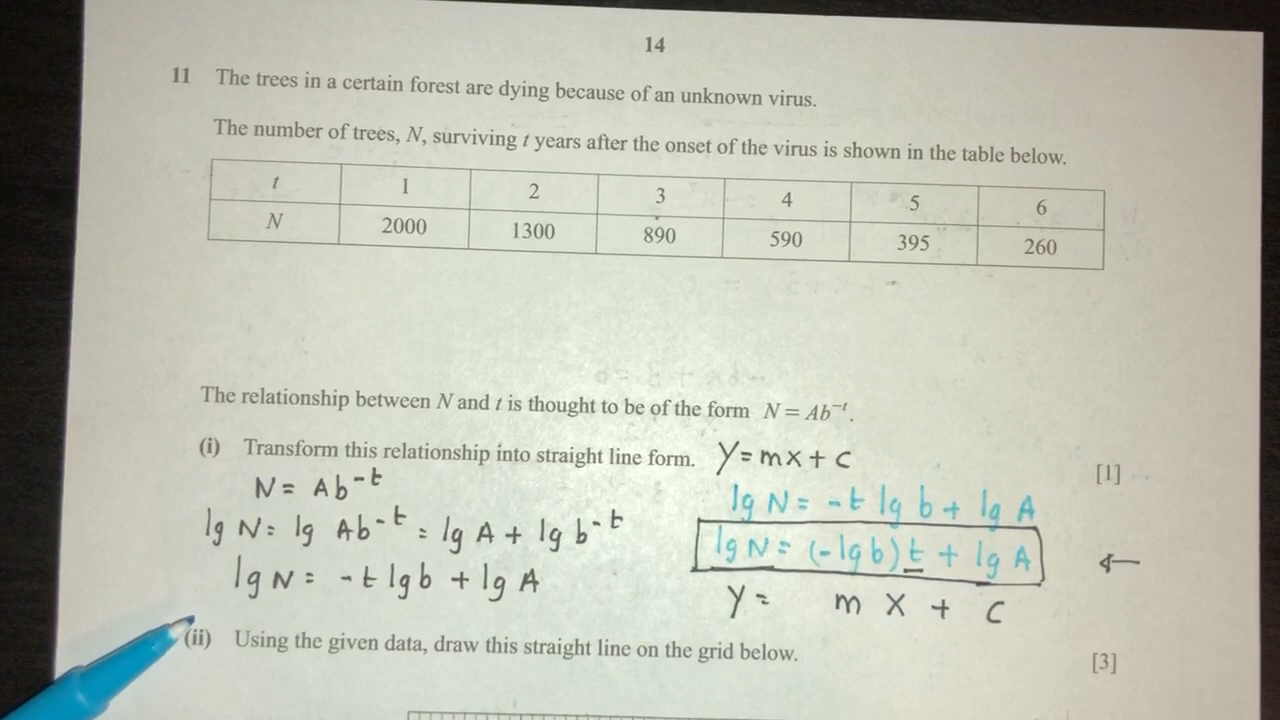 14
11 The trees in a certain forest are dying because of an unknown virus.
The number of trees, N, surviving t years after the onset of the virus is shown in the table below.
t 1 2 3 4 5 6
N 2000 1300 890 590 395 260
The relationship between N and t is thought to be of the form N = Ab⁻ᵗ.
(i) Transform this relationship into straight line form. Y = mx + c [1]
N = Ab⁻ᵗ
lg N = lg Ab⁻ᵗ = lg A + lg b⁻ᵗ
lg N = -t lg b + lg A
lg N = -t lg b + lg A
lg N = (-lg b) t + lg A ←
Y = m X + C
(ii) Using the given data, draw this straight line on the grid below. [3]